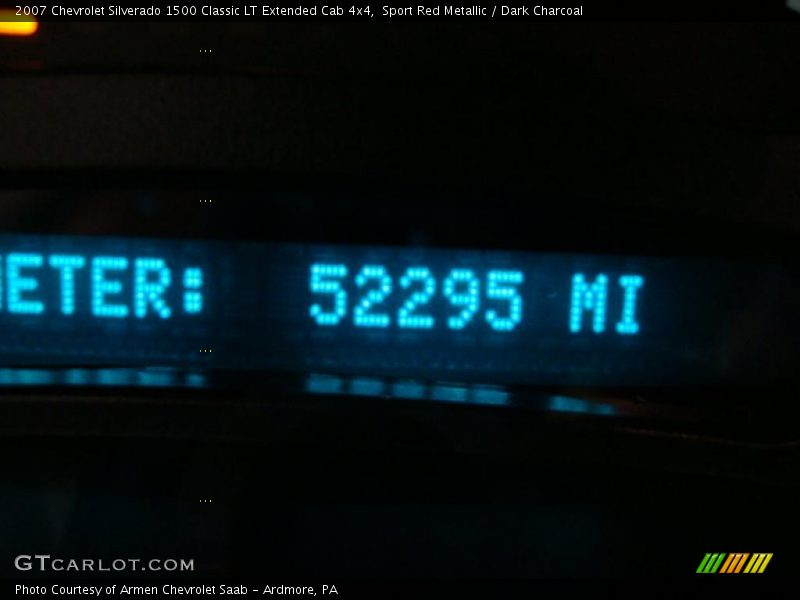 2007 Chevrolet Silverado 1500 Classic LT Extended Cab 4x4,  Sport Red Metallic / Dark Charcoal
ETER: 52295 MI
GTCARLOT.COM
Photo Courtesy of Armen Chevrolet Saab - Ardmore, PA